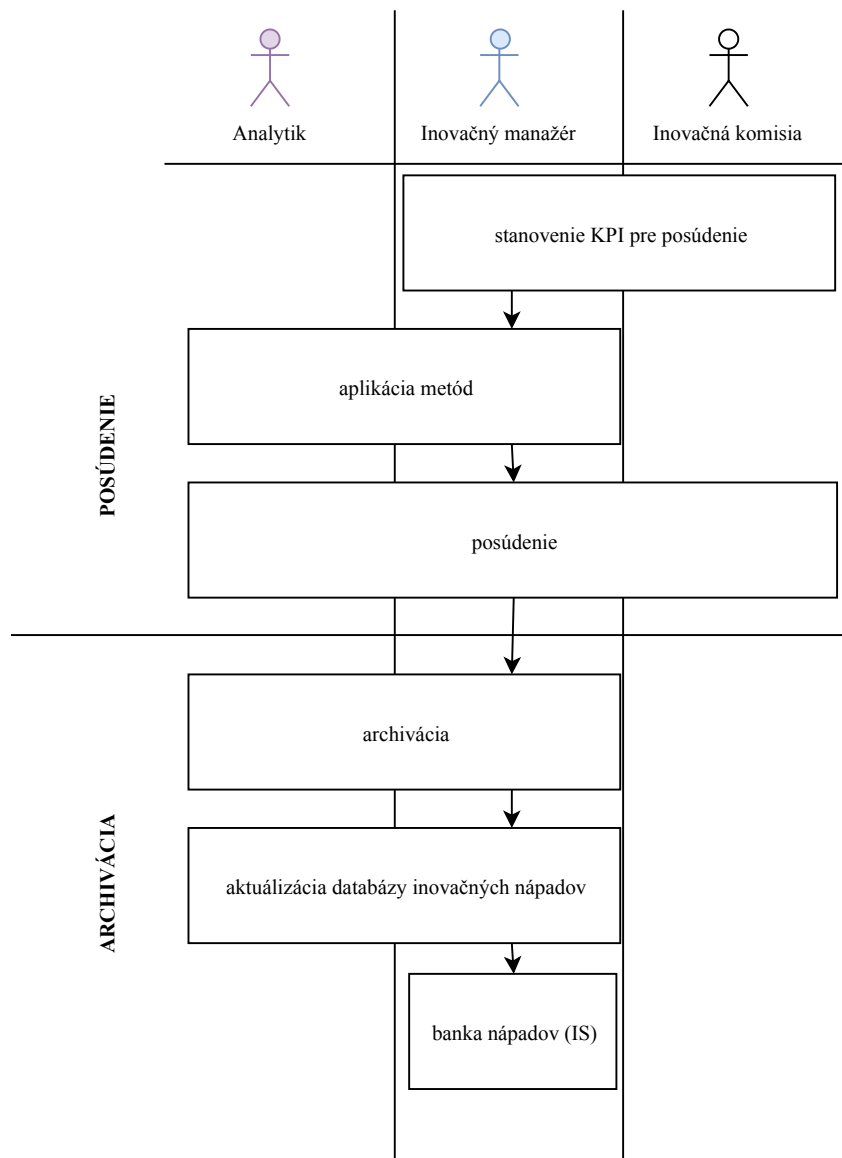 Analytik
Inovačný manažér
Inovačná komisia
POSÚDENIE
stanovenie KPI pre posúdenie
aplikácia metód
posúdenie
ARCHIVÁCIA
archivácia
aktuálizácia databázy inovačných nápadov
banka nápadov (IS)